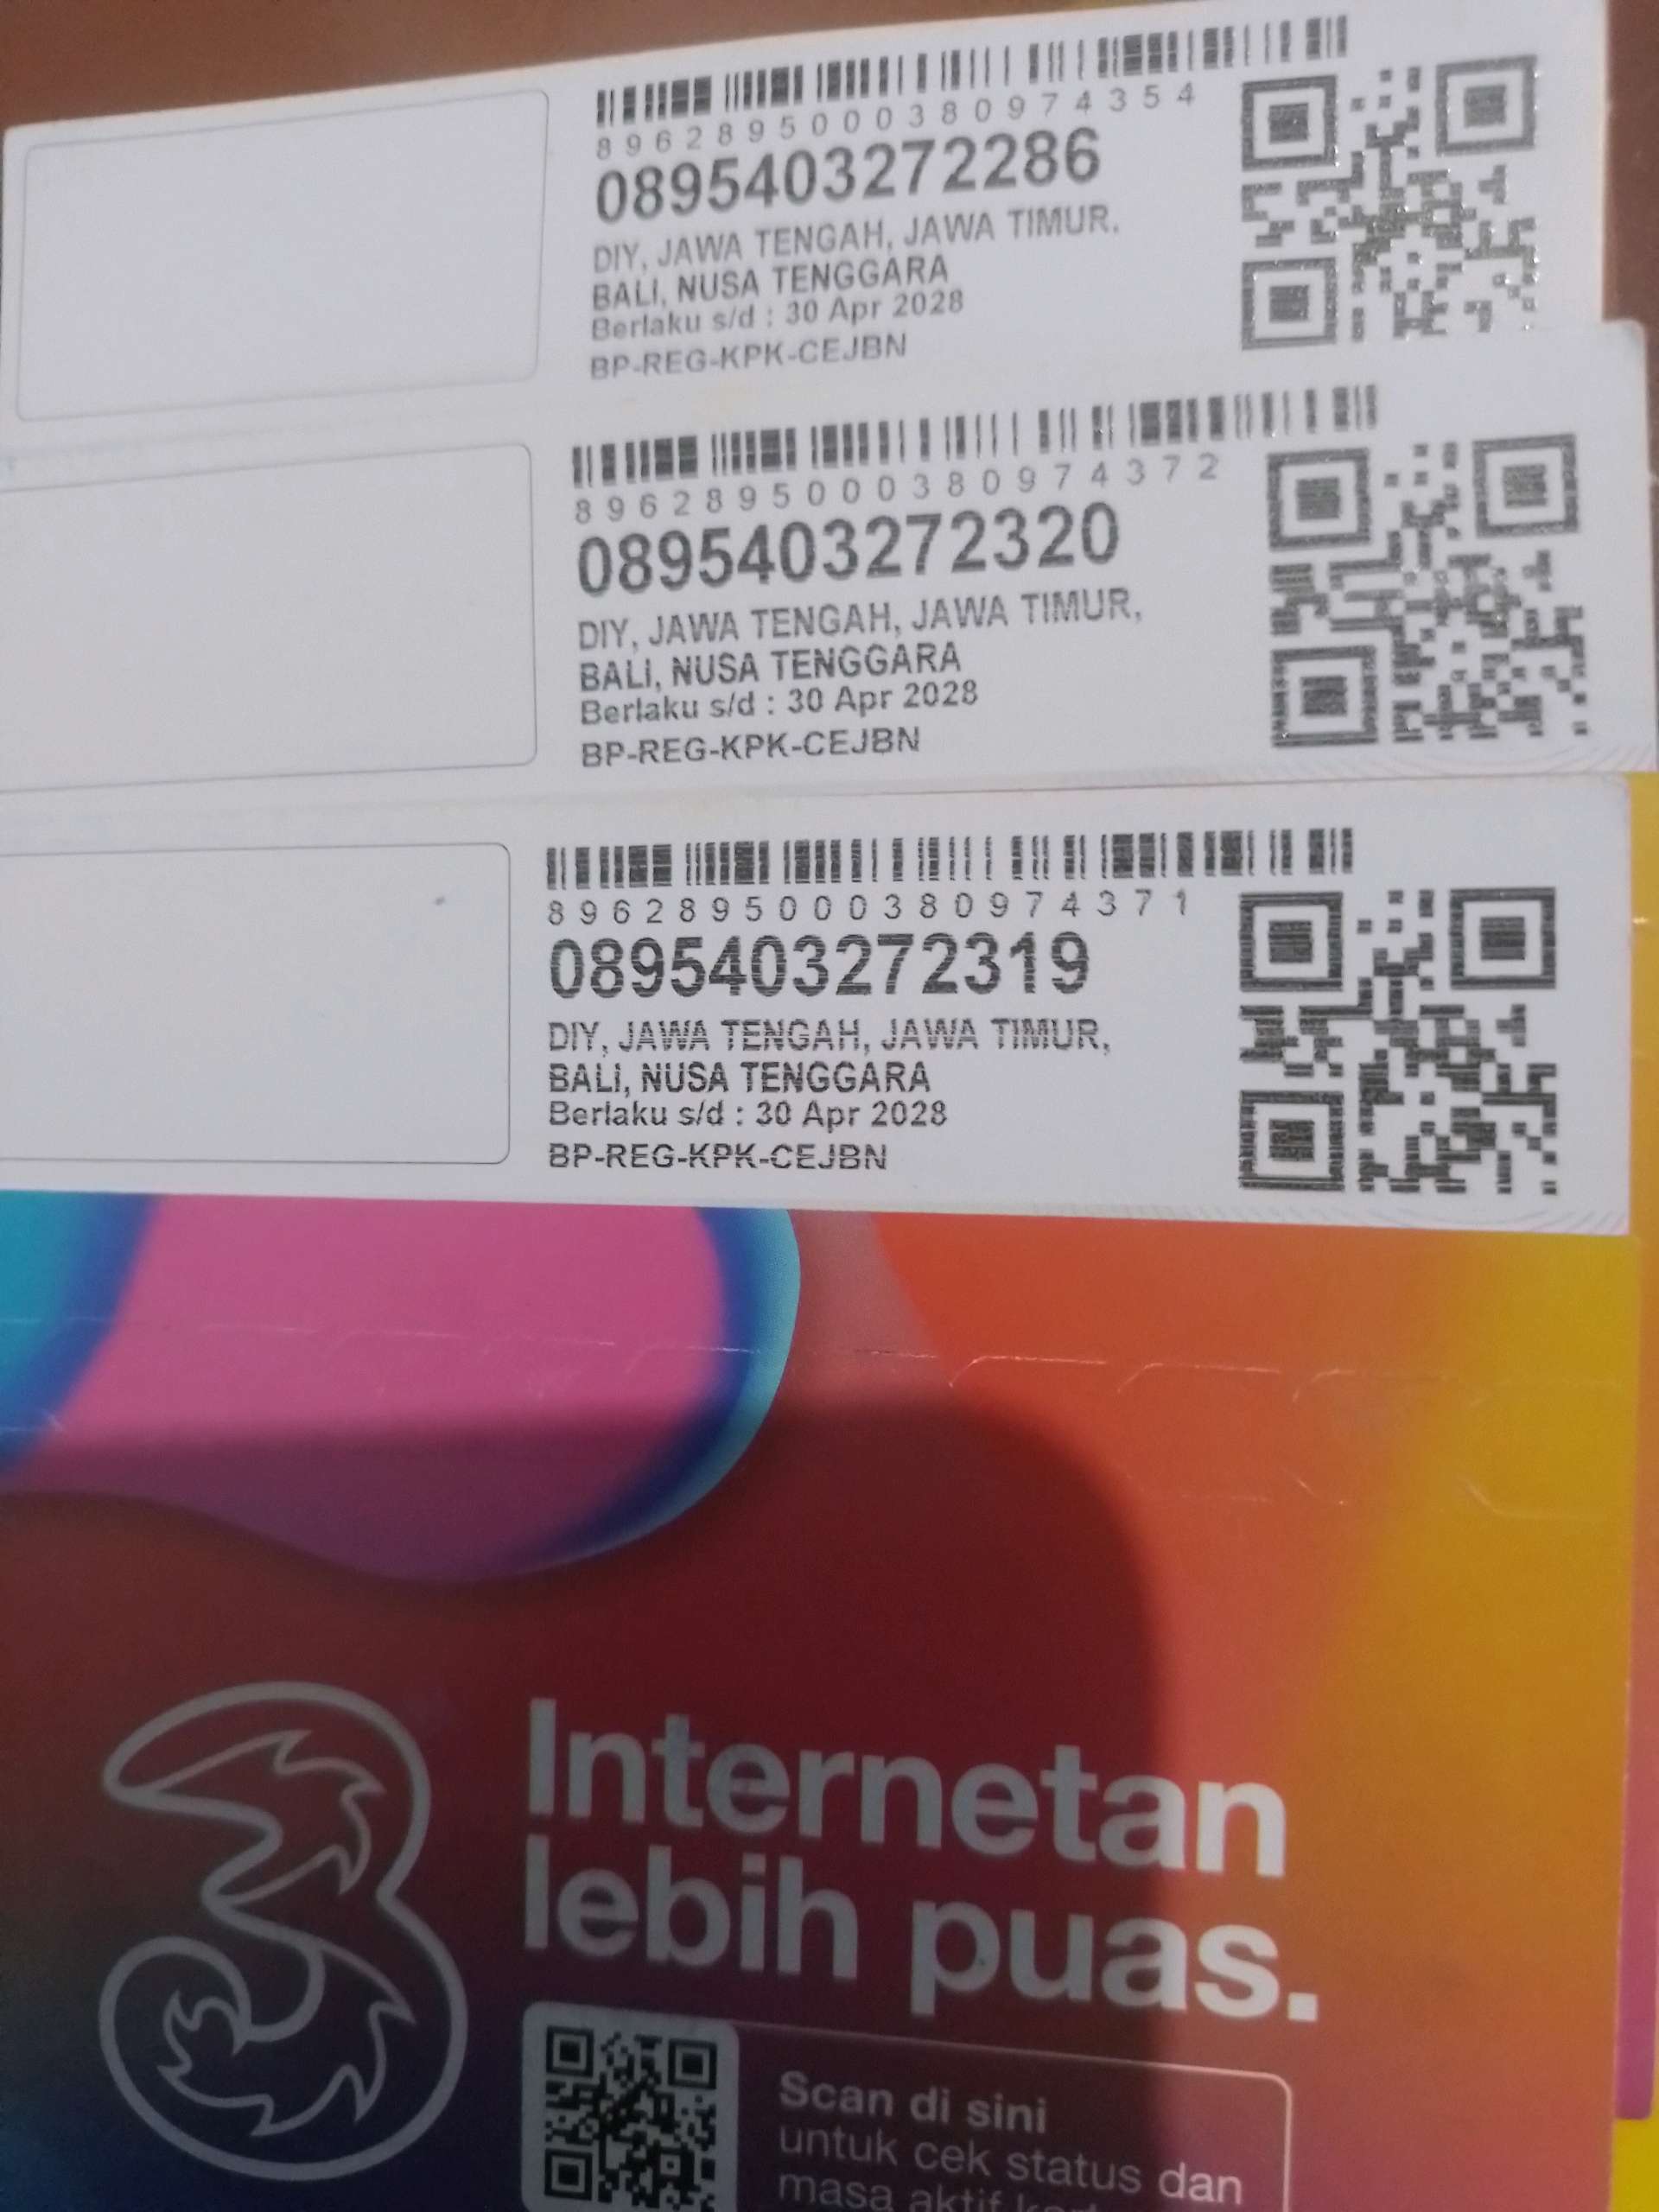 8962895000380974354
0895403272286
DIY, JAWA TENGAH, JAWA TIMUR,
BALI, NUSA TENGGARA
Berlaku s/d : 30 Apr 2028
BP-REG-KPK-CEJBN
8962895000380974372
0895403272320
DIY, JAWA TENGAH, JAWA TIMUR,
BALI, NUSA TENGGARA
Berlaku s/d : 30 Apr 2028
BP-REG-KPK-CEJBN
8962895000380974371
0895403272319
DIY, JAWA TENGAH, JAWA TIMUR,
BALI, NUSA TENGGARA
Berlaku s/d : 30 Apr 2028
BP-REG-KPK-CEJBN
3
Internetan
lebih puas.
Scan di sini
untuk cek status dan
masa aktif